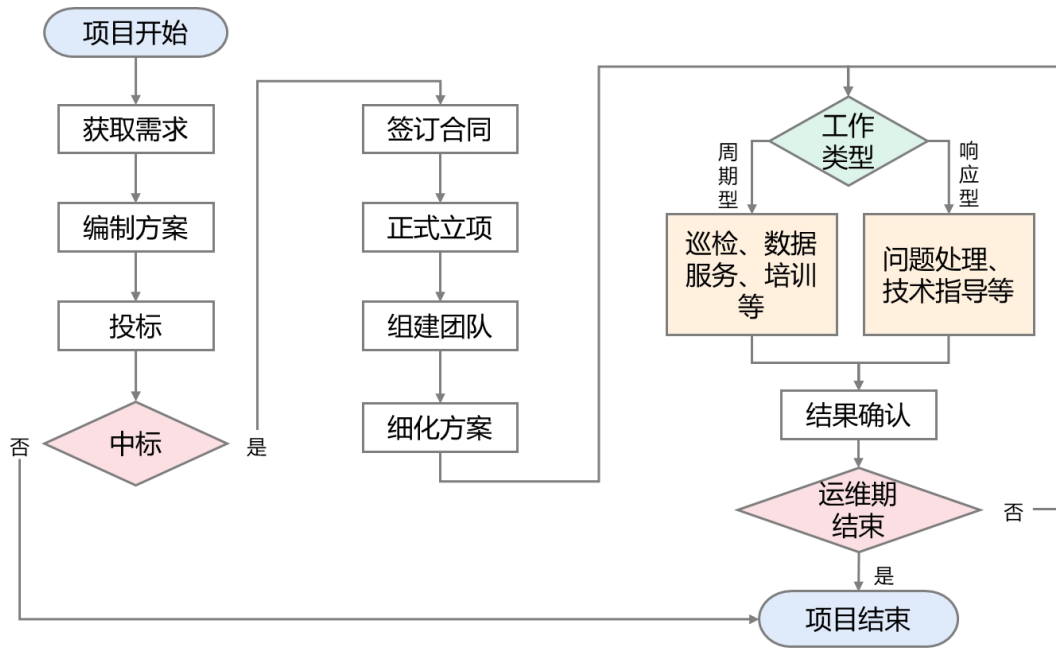 项目开始
获取需求
编制方案
投标
中标
否
是
签订合同
正式立项
组建团队
细化方案
工作
类型
周期型
响应型
巡检、数据
服务、培训
等
问题处理、
技术指导等
结果确认
运维期
结束
否
是
项目结束